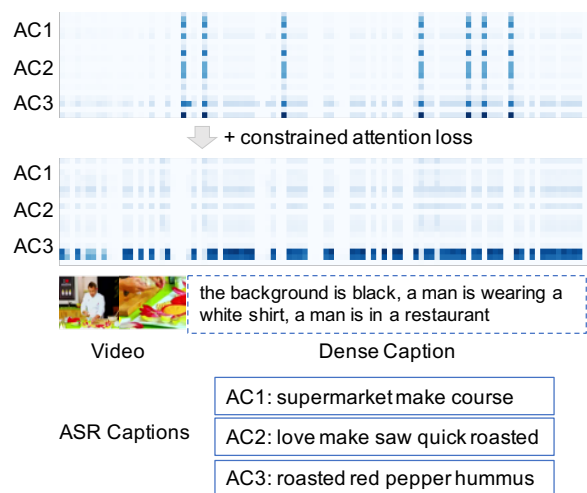 AC1
AC2
AC3
+ constrained attention loss
AC1
AC2
AC3
the background is black, a man is wearing a
white shirt, a man is in a restaurant
Video
Dense Caption
ASR Captions
AC1: supermarket make course
AC2: love make saw quick roasted
AC3: roasted red pepper hummus